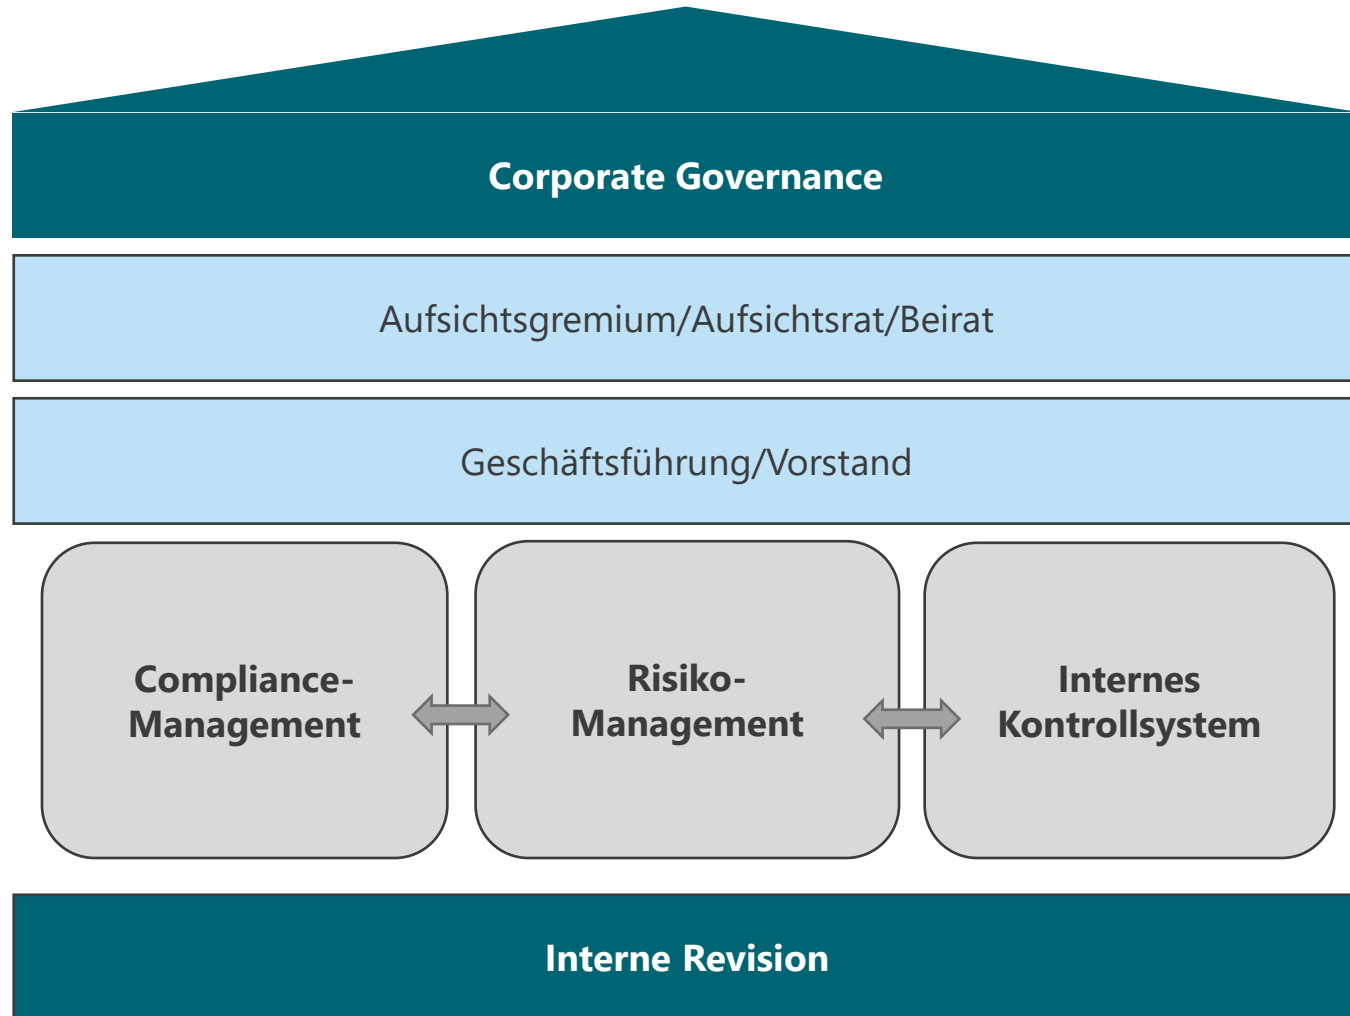 Corporate Governance
Aufsichtsgremium/Aufsichtsrat/Beirat
Geschäftsführung/Vorstand
Compliance-
Management
Risiko-
Management
Internes
Kontrollsystem
Interne Revision